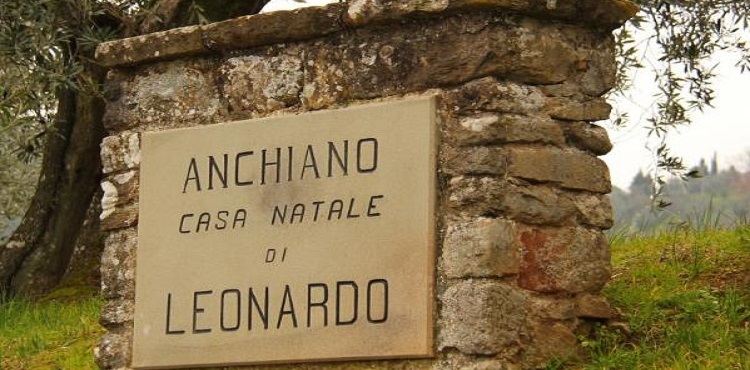 ANCHIANO
CASA NATALE
DI
LEONARDO